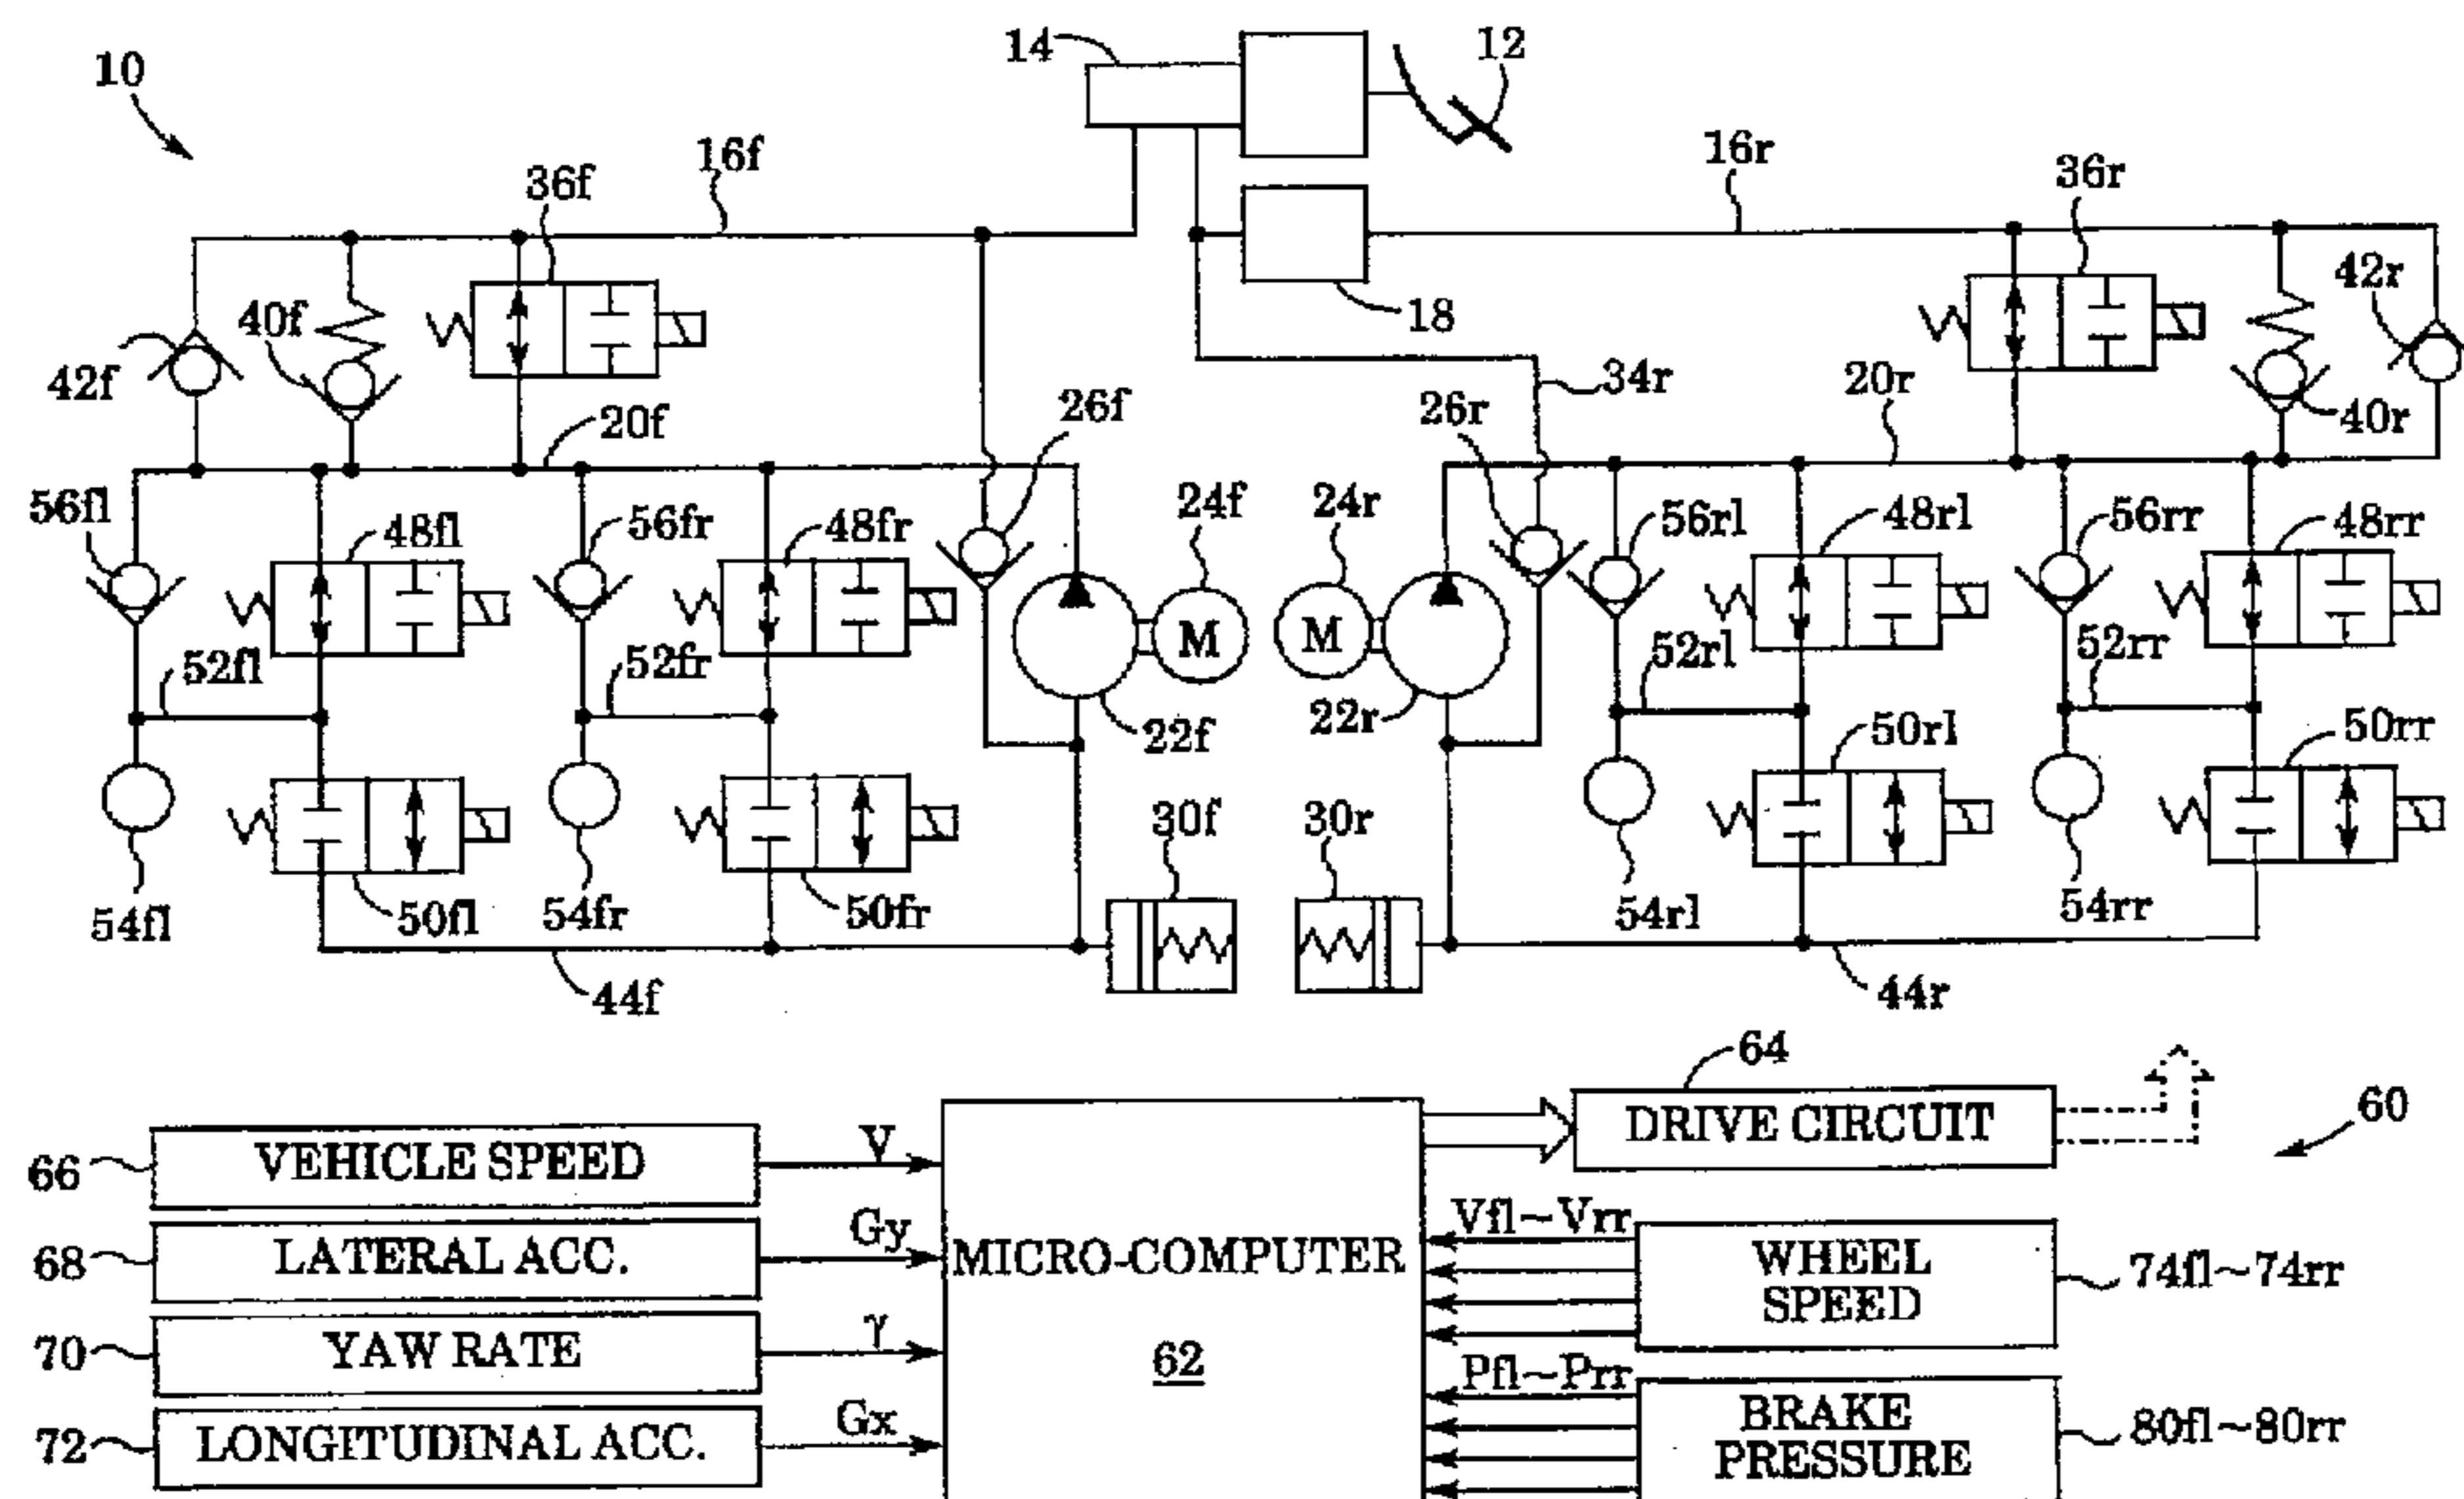 14
12
10
16f
16r
36f
36r
42r
18
40f
42f
34r
20r
26f
26r
20f
40r
24f
24r
56fl
48fl
56fr
48fr
56rl
48rl
56rr
48rr
M
M
52fl
52fr
52rl
52rr
22f
22r
50rl
50rr
30f
30r
54fl
50fl
54fr
50fr
54rl
54rr
44f
44r
64
DRIVE CIRCUIT
60
66
VEHICLE SPEED
V
68
LATERAL ACC.
Gy
MICRO-COMPUTER
62
Vfl~Vrr
WHEEL
SPEED
74fl~74rr
70
YAW RATE
γ
72
LONGITUDINAL ACC.
Gx
Pfl~Prr
BRAKE
PRESSURE
80fl~80rr